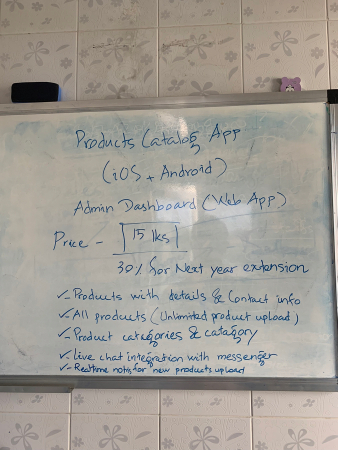 Products Catalog App
(iOS + Android)
Admin Dashboard (Web App)
Price - 15 lks
30% for Next year extension
✓- Products with details & Contact info
✓- All products (Unlimited product upload)
✓- Product categories & catagory
✓- Live chat integration with messenger
✓- Realtime notis for new products upload